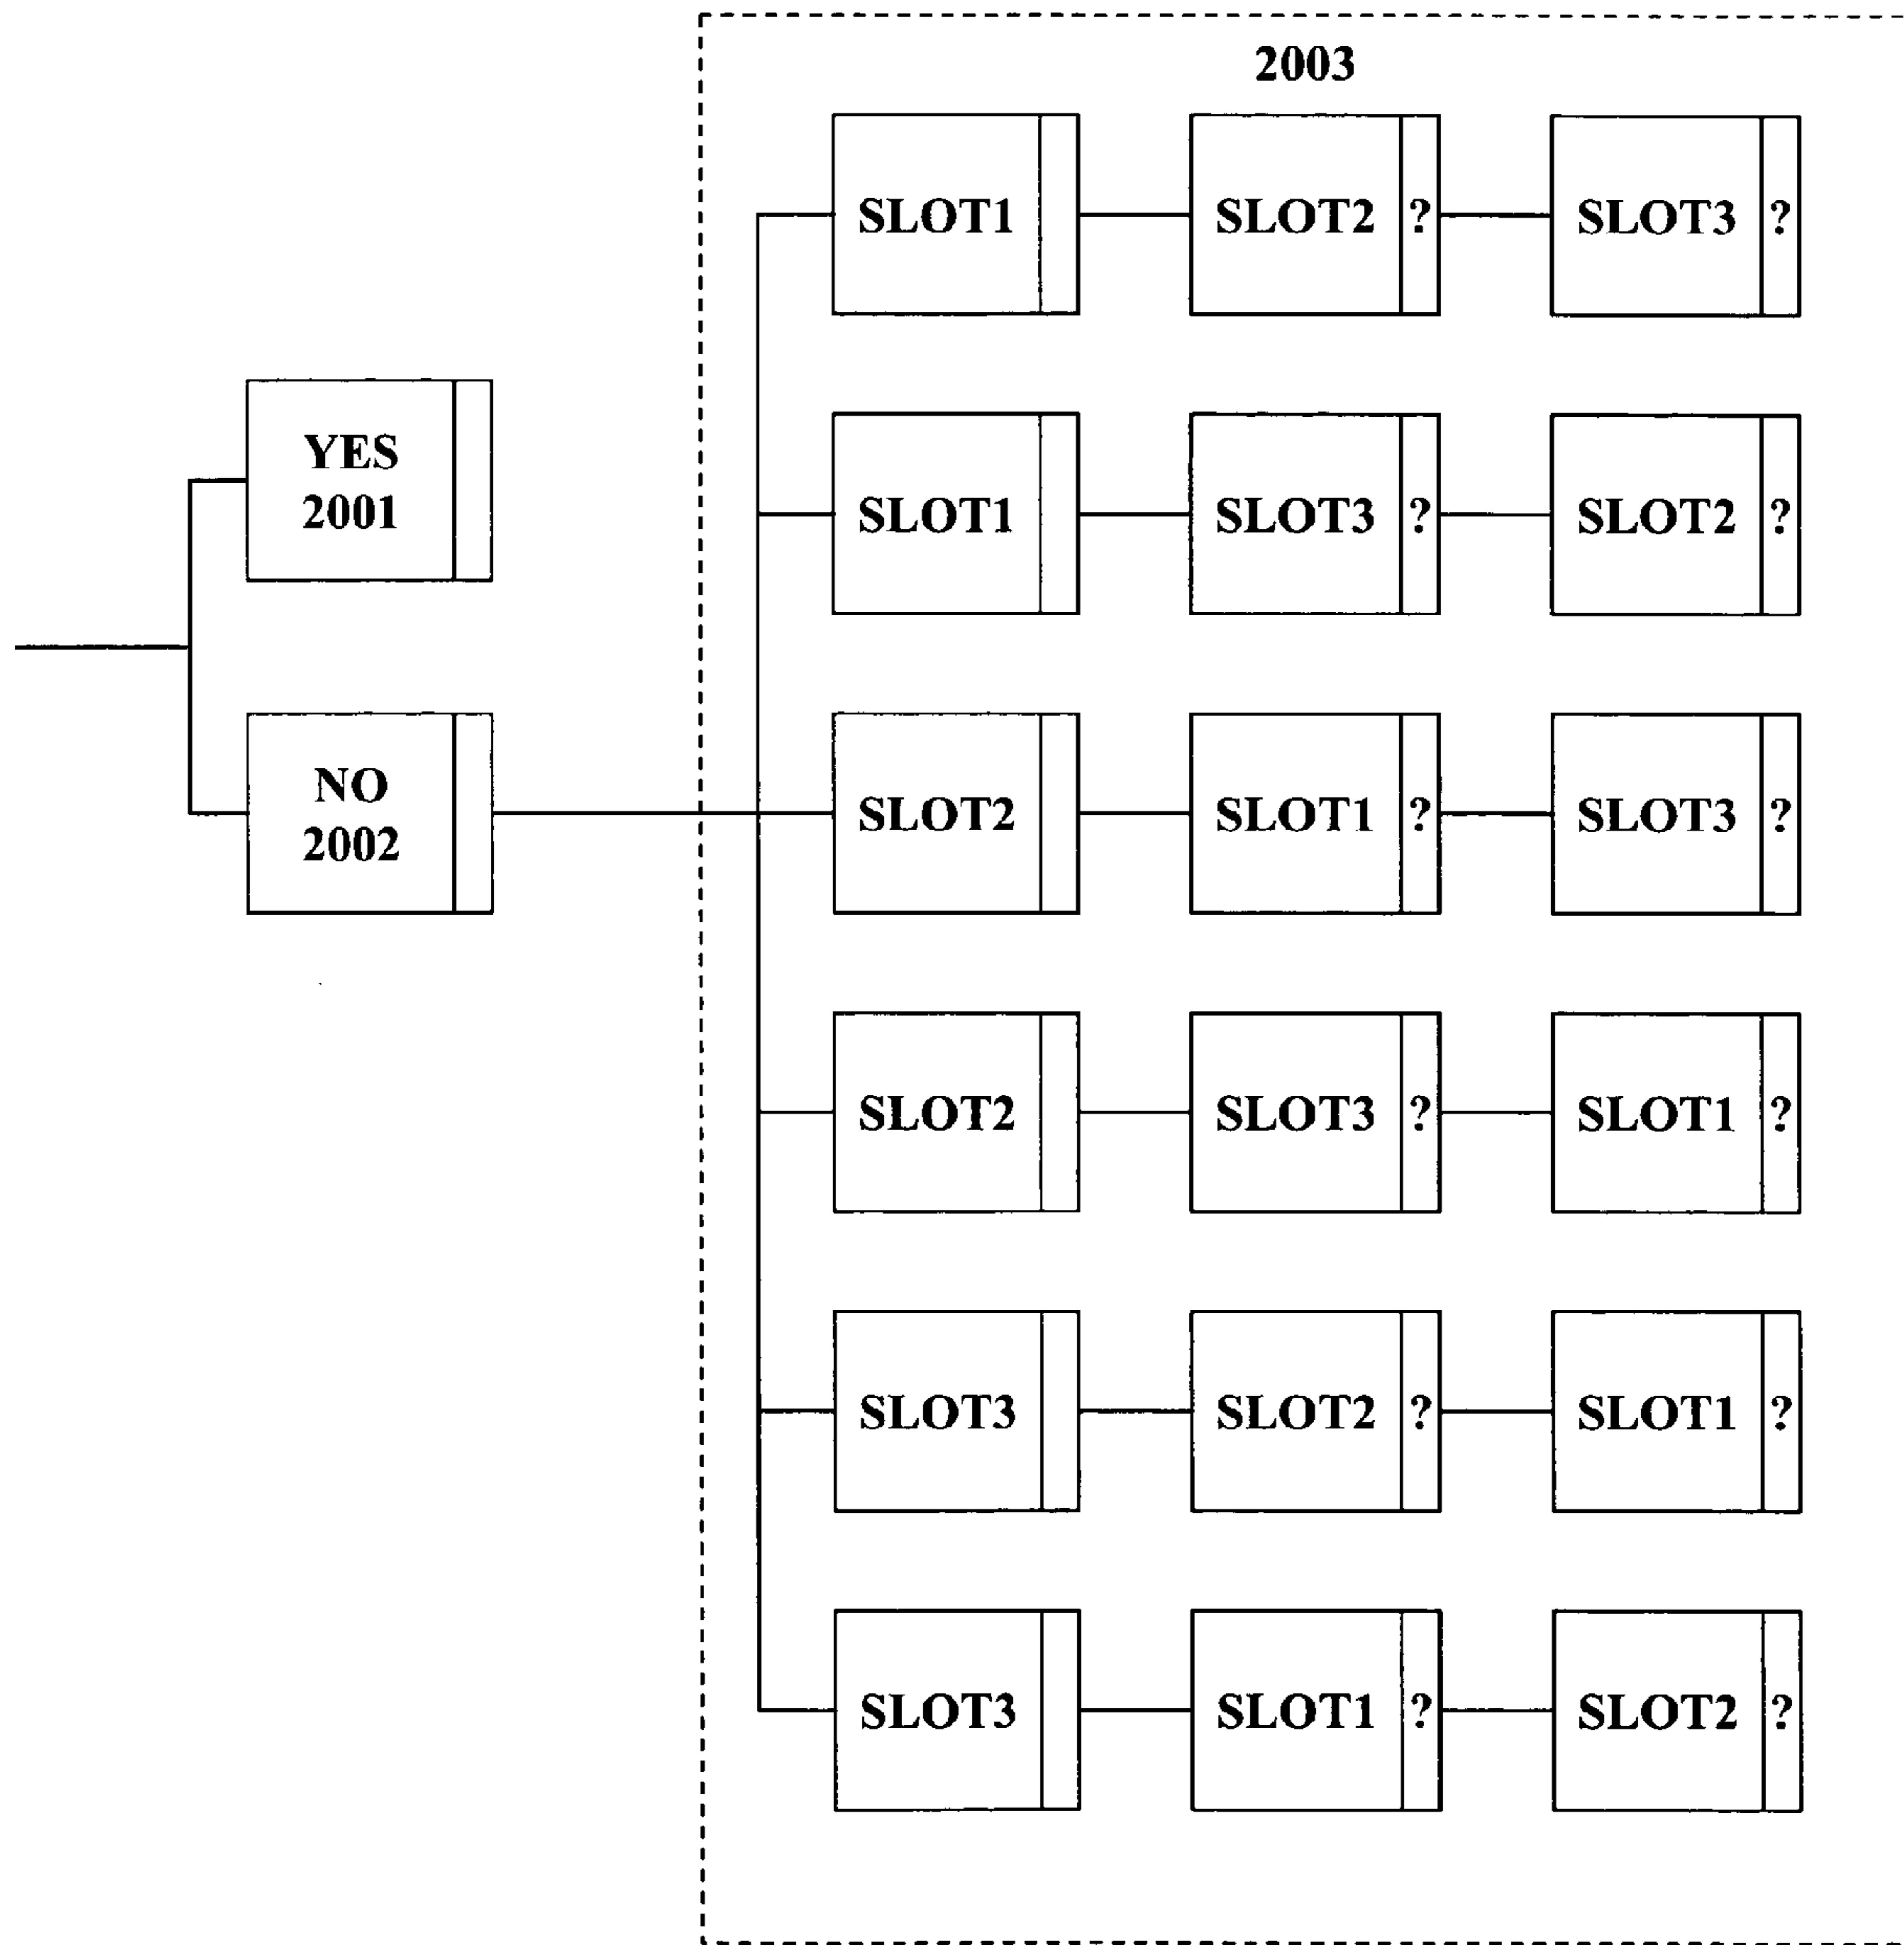 2003
SLOT1 SLOT2 ? SLOT3 ?
YES
2001
SLOT1 SLOT3 ? SLOT2 ?
NO
2002
SLOT2 SLOT1 ? SLOT3 ?
SLOT2 SLOT3 ? SLOT1 ?
SLOT3 SLOT2 ? SLOT1 ?
SLOT3 SLOT1 ? SLOT2 ?